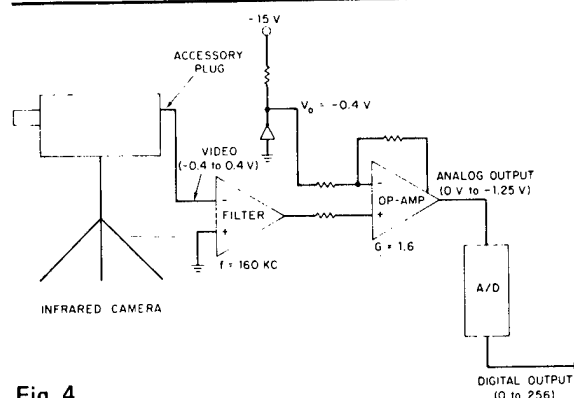 -15 V
ACCESSORY
PLUG
V₀ = -0.4 V
VIDEO
(-0.4 to 0.4 V)
-
FILTER
+
f = 160 KC
-
OP-AMP
+
G = 1.6
ANALOG OUTPUT
(0 V to -1.25 V)
A/D
INFRARED CAMERA
DIGITAL OUTPUT
(0 to 256)
Fig. 4